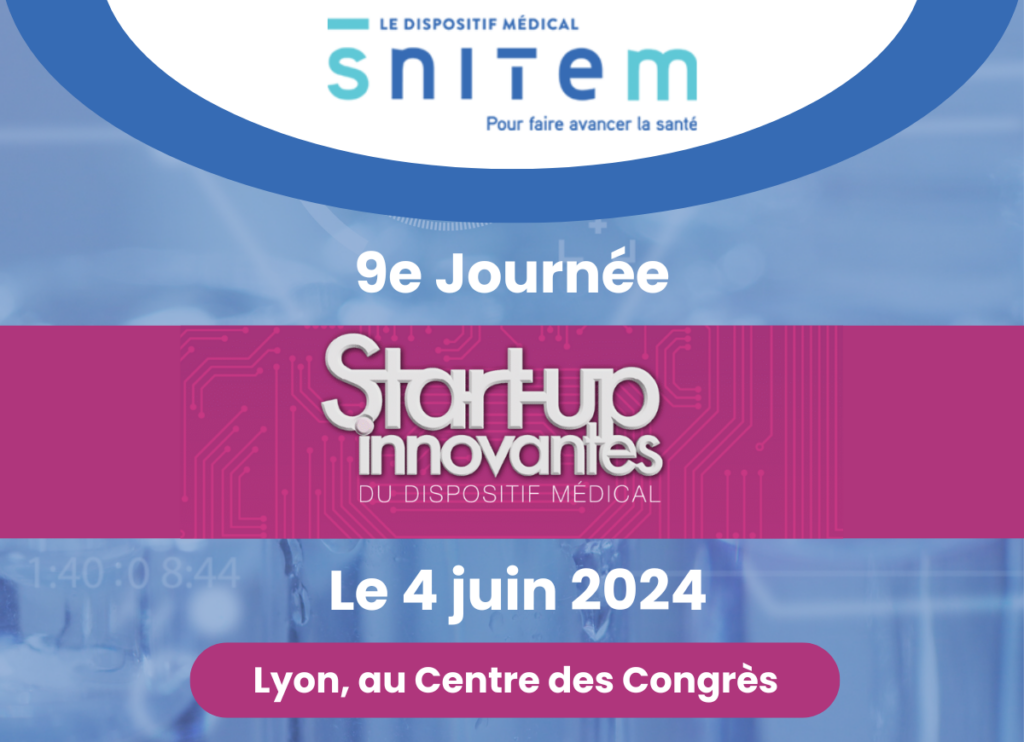 LE DISPOSITIF MÉDICAL
snitem
Pour faire avancer la santé
9e Journée
Start-up
innovantes
DU DISPOSITIF MÉDICAL
1:40 :0 8:44
Le 4 juin 2024
Lyon, au Centre des Congrès